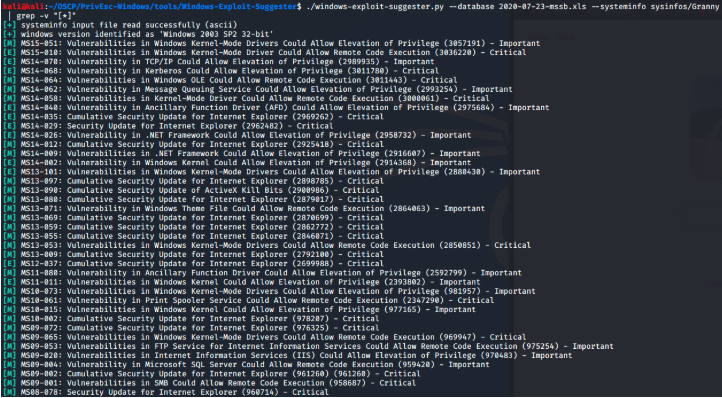 kali@kali:~/OSCP/PrivEsc-Windows/tools/Windows-Exploit-Suggester$ ./windows-exploit-suggester.py --database 2020-07-23-mssb.xls --systeminfo sysinfos/Granny
| grep -v "[*]"
[+] systeminfo input file read successfully (ascii)
[+] windows version identified as 'Windows 2003 SP2 32-bit'
[M] MS15-051: Vulnerabilities in Windows Kernel-Mode Drivers Could Allow Elevation of Privilege (3057191) - Important
[E] MS15-010: Vulnerabilities in Windows Kernel-Mode Driver Could Allow Remote Code Execution (3036220) - Critical
[E] MS14-070: Vulnerability in TCP/IP Could Allow Elevation of Privilege (2989935) - Important
[E] MS14-068: Vulnerability in Kerberos Could Allow Elevation of Privilege (3011780) - Critical
[M] MS14-064: Vulnerabilities in Windows OLE Could Allow Remote Code Execution (3011443) - Critical
[M] MS14-062: Vulnerability in Message Queuing Service Could Allow Elevation of Privilege (2993254) - Important
[M] MS14-058: Vulnerabilities in Kernel-Mode Driver Could Allow Remote Code Execution (3000061) - Critical
[E] MS14-040: Vulnerability in Ancillary Function Driver (AFD) Could Allow Elevation of Privilege (2975684) - Important
[E] MS14-035: Cumulative Security Update for Internet Explorer (2969262) - Critical
[E] MS14-029: Security Update for Internet Explorer (2962482) - Critical
[E] MS14-026: Vulnerability in .NET Framework Could Allow Elevation of Privilege (2958732) - Important
[M] MS14-012: Cumulative Security Update for Internet Explorer (2925418) - Critical
[M] MS14-009: Vulnerabilities in .NET Framework Could Allow Elevation of Privilege (2916607) - Important
[E] MS14-002: Vulnerability in Windows Kernel Could Allow Elevation of Privilege (2914368) - Important
[E] MS13-101: Vulnerabilities in Windows Kernel-Mode Drivers Could Allow Elevation of Privilege (2880430) - Important
[M] MS13-097: Cumulative Security Update for Internet Explorer (2898785) - Critical
[M] MS13-090: Cumulative Security Update of ActiveX Kill Bits (2900986) - Critical
[M] MS13-080: Cumulative Security Update for Internet Explorer (2879017) - Critical
[M] MS13-071: Vulnerability in Windows Theme File Could Allow Remote Code Execution (2864063) - Important
[M] MS13-069: Cumulative Security Update for Internet Explorer (2870699) - Critical
[M] MS13-059: Cumulative Security Update for Internet Explorer (2862772) - Critical
[M] MS13-055: Cumulative Security Update for Internet Explorer (2846071) - Critical
[M] MS13-053: Vulnerabilities in Windows Kernel-Mode Drivers Could Allow Remote Code Execution (2850851) - Critical
[M] MS13-009: Cumulative Security Update for Internet Explorer (2792100) - Critical
[E] MS12-037: Cumulative Security Update for Internet Explorer (2699988) - Critical
[M] MS11-080: Vulnerability in Ancillary Function Driver Could Allow Elevation of Privilege (2592799) - Important
[E] MS11-011: Vulnerabilities in Windows Kernel Could Allow Elevation of Privilege (2393802) - Important
[M] MS10-073: Vulnerabilities in Windows Kernel-Mode Drivers Could Allow Elevation of Privilege (981957) - Important
[M] MS10-061: Vulnerability in Print Spooler Service Could Allow Remote Code Execution (2347290) - Critical
[M] MS10-015: Vulnerabilities in Windows Kernel Could Allow Elevation of Privilege (977165) - Important
[M] MS10-002: Cumulative Security Update for Internet Explorer (978207) - Critical
[M] MS09-072: Cumulative Security Update for Internet Explorer (976325) - Critical
[M] MS09-065: Vulnerabilities in Windows Kernel-Mode Drivers Could Allow Remote Code Execution (969947) - Critical
[M] MS09-053: Vulnerabilities in FTP Service for Internet Information Services Could Allow Remote Code Execution (975254) - Important
[M] MS09-020: Vulnerabilities in Internet Information Services (IIS) Could Allow Elevation of Privilege (970483) - Important
[M] MS09-004: Vulnerability in Microsoft SQL Server Could Allow Remote Code Execution (959420) - Important
[M] MS09-002: Cumulative Security Update for Internet Explorer (961260) (961260) - Critical
[M] MS09-001: Vulnerabilities in SMB Could Allow Remote Code Execution (958687) - Critical
[M] MS08-078: Security Update for Internet Explorer (960714) - Critical